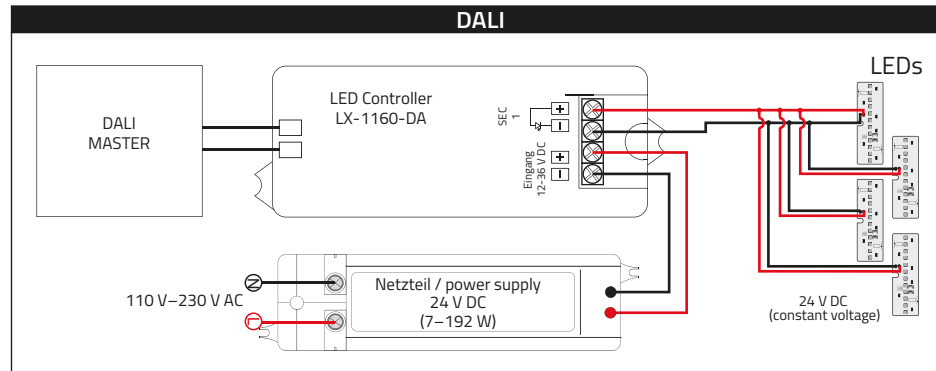 DALI
LEDs
DALI
MASTER
LED Controller
LX-1160-DA
SEC
1
+
−
Eingang
12-36 V DC
+
−
N
110 V–230 V AC
L
Netzteil / power supply
24 V DC
(7–192 W)
24 V DC
(constant voltage)